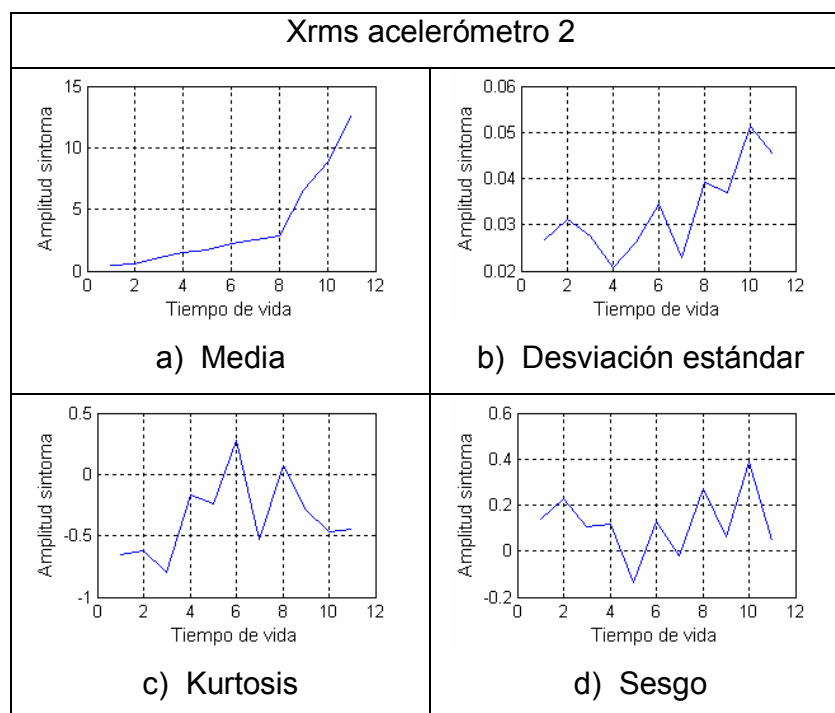 Xrms acelerómetro 2
Amplitud sintoma
15
10
5
0
0 2 4 6 8 10 12
Tiempo de vida
a) Media
Amplitud sintoma
0.06
0.05
0.04
0.03
0.02
0 2 4 6 8 10 12
Tiempo de vida
b) Desviación estándar
Amplitud sintoma
0.5
0
-0.5
-1
0 2 4 6 8 10 12
Tiempo de vida
c) Kurtosis
Amplitud sintoma
0.6
0.4
0.2
0
-0.2
0 2 4 6 8 10 12
Tiempo de vida
d) Sesgo